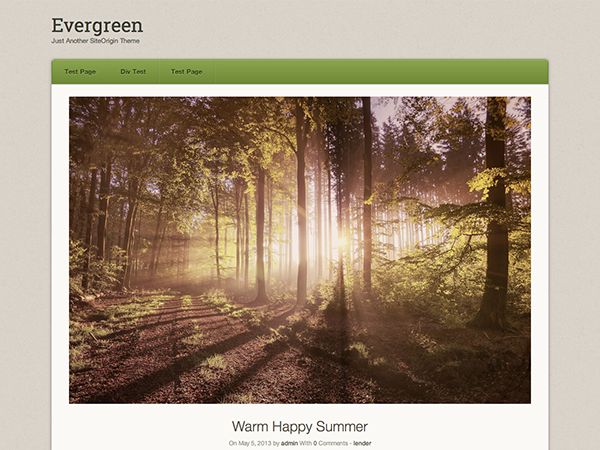 Evergreen
Just Another SiteOrigin Theme
Test Page Div Test Test Page
Warm Happy Summer
On May 5, 2013 by admin With 0 Comments - lender